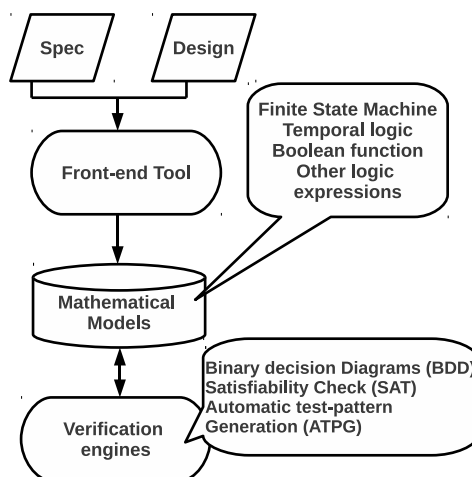 Spec
Design
Finite State Machine
Temporal logic
Boolean function
Other logic
expressions
Front-end Tool
Mathematical
Models
Binary decision Diagrams (BDD)
Satisfiability Check (SAT)
Automatic test-pattern
Generation (ATPG)
Verification
engines